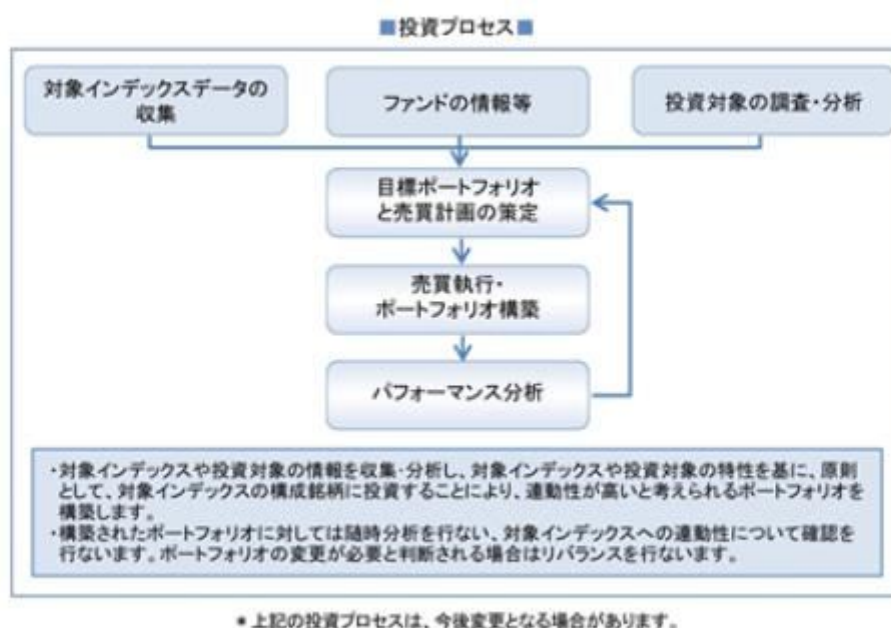 ■投資プロセス■
対象インデックスデータの
収集
ファンドの情報等
投資対象の調査・分析
目標ポートフォリオ
と売買計画の策定
売買執行・
ポートフォリオ構築
パフォーマンス分析
・対象インデックスや投資対象の情報を収集・分析し、対象インデックスや投資対象の特性を基に、原則
として、対象インデックスの構成銘柄に投資することにより、連動性が高いと考えられるポートフォリオを
構築します。
・構築されたポートフォリオに対しては随時分析を行ない、対象インデックスへの連動性について確認を
行ないます。ポートフォリオの変更が必要と判断される場合はリバランスを行ないます。
* 上記の投資プロセスは、今後変更となる場合があります。